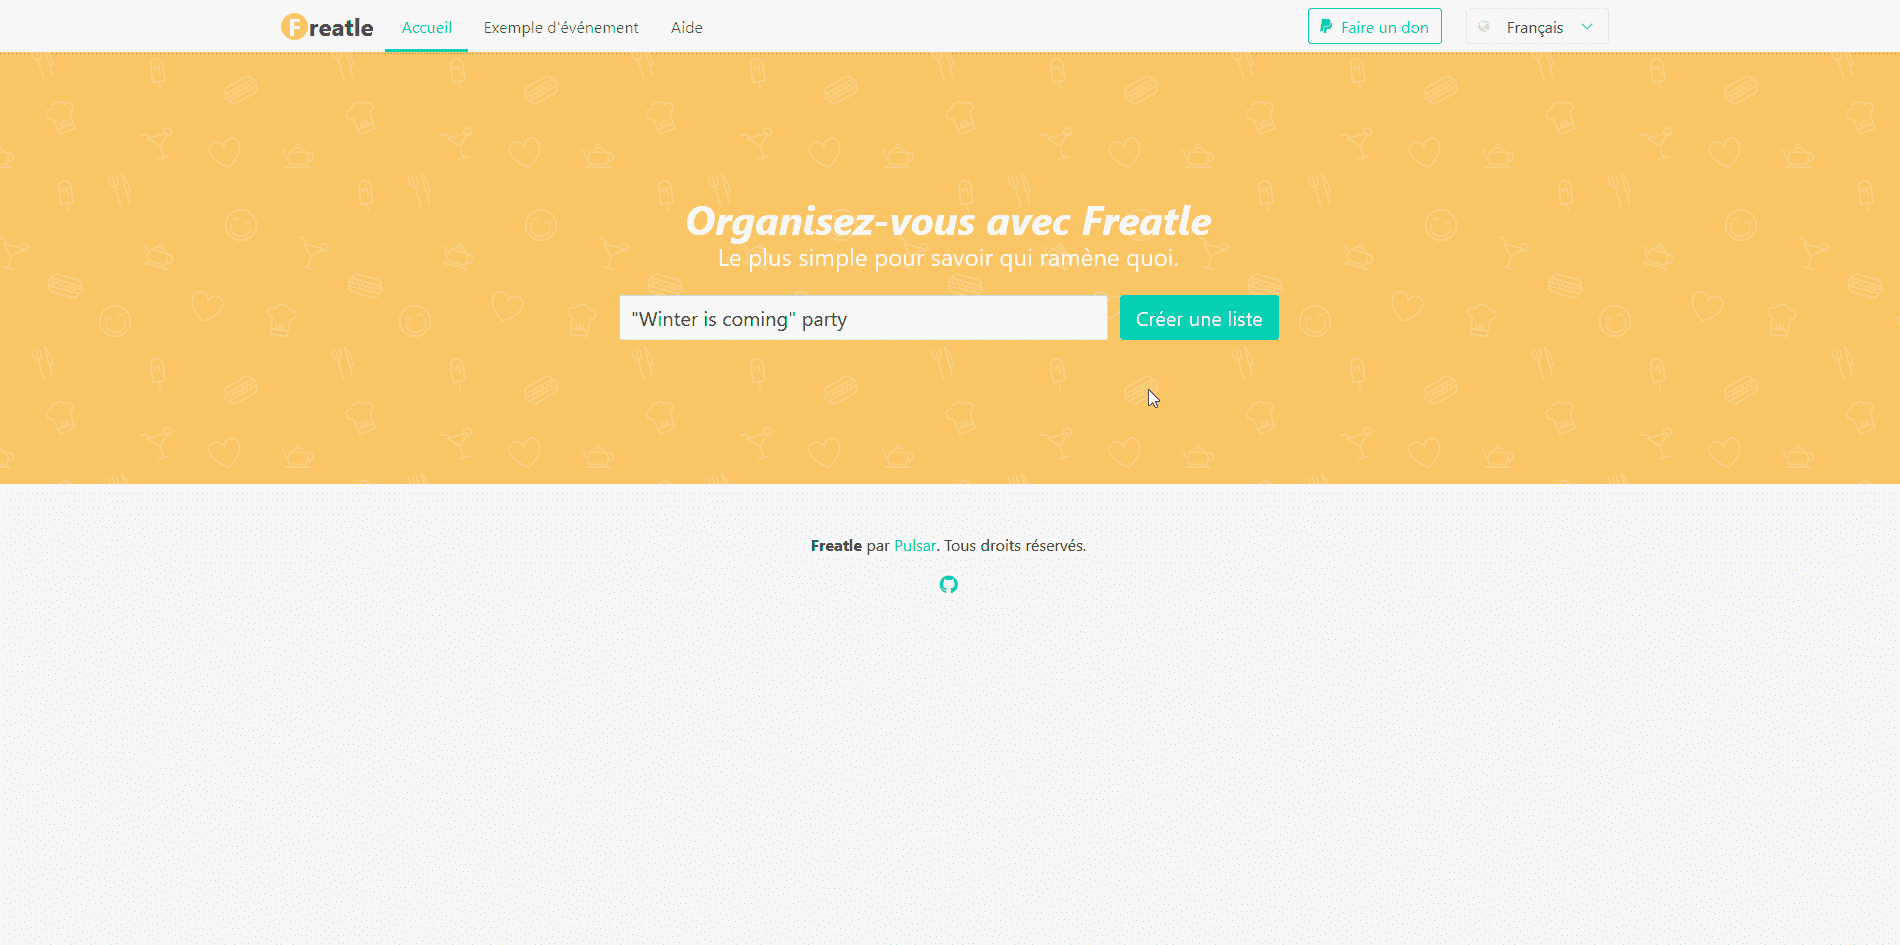 Freatle
Accueil
Exemple d'événement
Aide
Faire un don
Français
Organisez-vous avec Freatle
Le plus simple pour savoir qui ramène quoi.
"Winter is coming" party
Créer une liste
Freatle par Pulsar. Tous droits réservés.